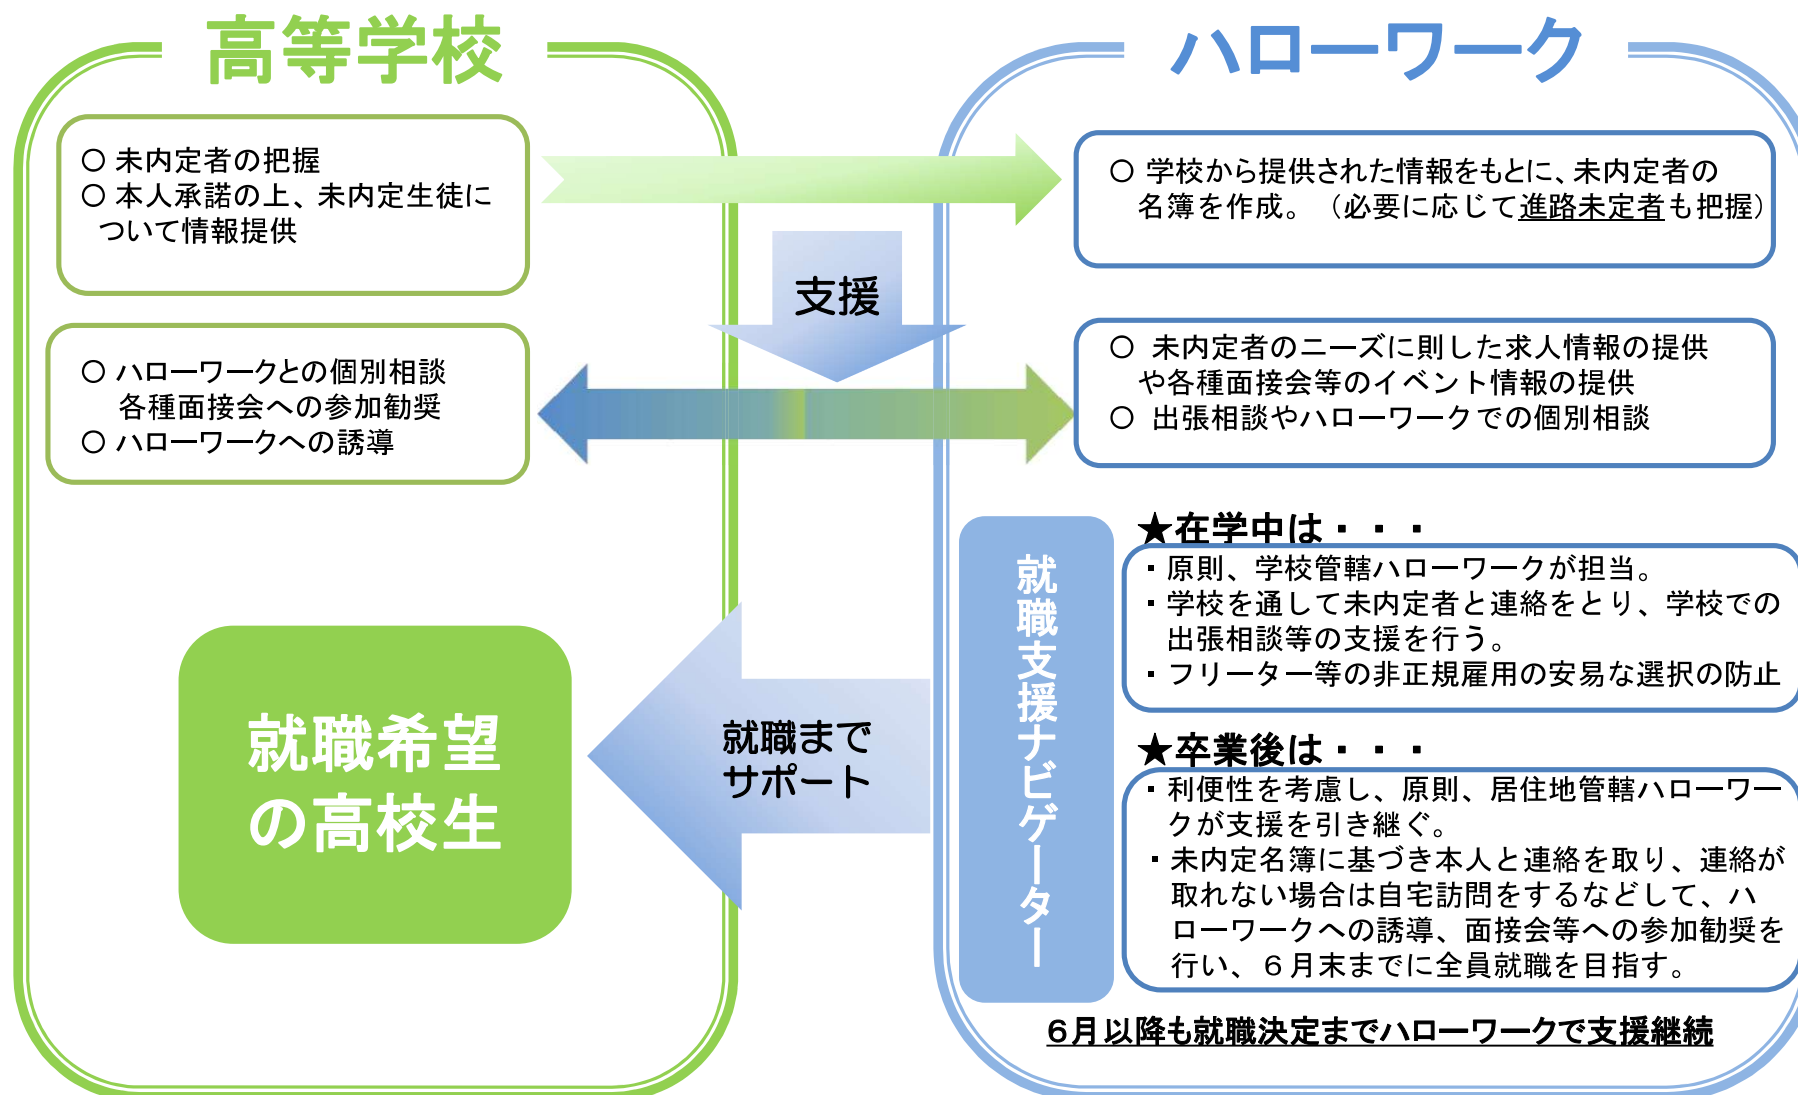 高等学校
○ 未内定者の把握
○ 本人承諾の上、未内定生徒に
ついて情報提供
○ ハローワークとの個別相談
各種面接会への参加勧奨
○ ハローワークへの誘導
支援
就職希望
の高校生
就職まで
サポート
ハローワーク
○ 学校から提供された情報をもとに、未内定者の
名簿を作成。（必要に応じて進路未定者も把握）
○ 未内定者のニーズに則した求人情報の提供
や各種面接会等のイベント情報の提供
○ 出張相談やハローワークでの個別相談
就職支援ナビゲーター
★在学中は・・・
・原則、学校管轄ハローワークが担当。
・学校を通して未内定者と連絡をとり、学校での
出張相談等の支援を行う。
・フリーター等の非正規雇用の安易な選択の防止
★卒業後は・・・
・利便性を考慮し、原則、居住地管轄ハローワー
クが支援を引き継ぐ。
・未内定名簿に基づき本人と連絡を取り、連絡が
取れない場合は自宅訪問をするなどして、ハ
ローワークへの誘導、面接会等への参加勧奨を
行い、６月末までに全員就職を目指す。
６月以降も就職決定までハローワークで支援継続